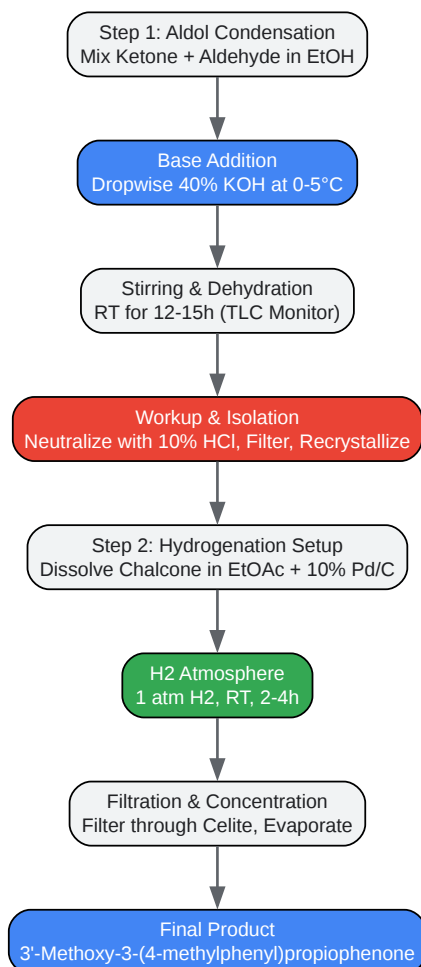 Step 1: Aldol Condensation
Mix Ketone + Aldehyde in EtOH
Base Addition
Dropwise 40% KOH at 0-5°C
Stirring & Dehydration
RT for 12-15h (TLC Monitor)
Workup & Isolation
Neutralize with 10% HCl, Filter, Recrystallize
Step 2: Hydrogenation Setup
Dissolve Chalcone in EtOAc + 10% Pd/C
H2 Atmosphere
1 atm H2, RT, 2-4h
Filtration & Concentration
Filter through Celite, Evaporate
Final Product
3'-Methoxy-3-(4-methylphenyl)propiophenone